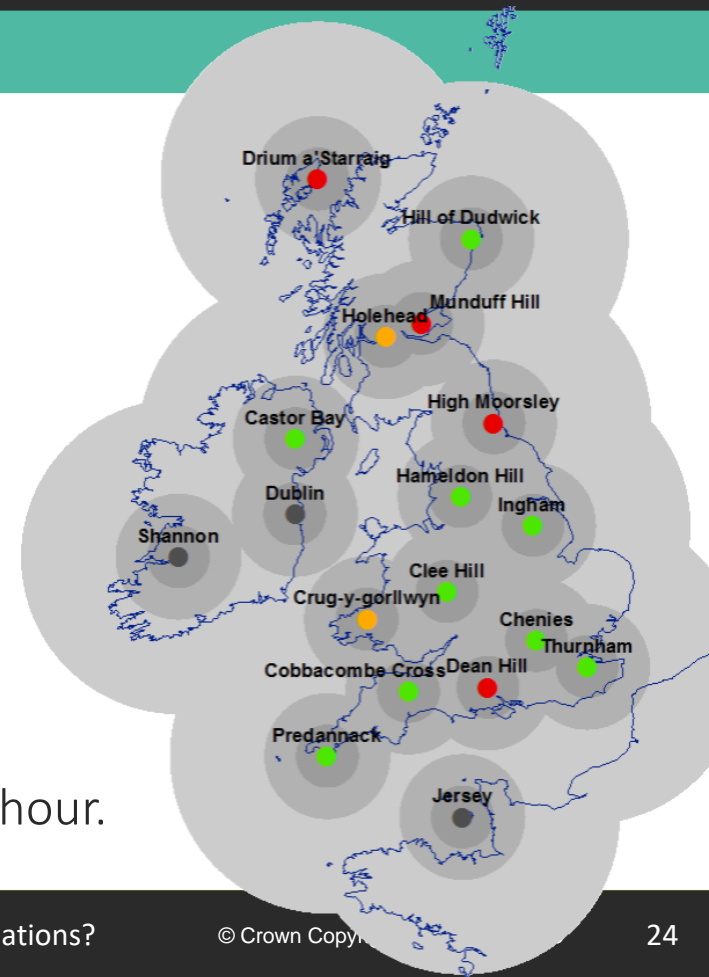 Drium a'Starraig
Hill of Dudwick
Munduff Hill
Holehead
High Moorsley
Castor Bay
Hameldon Hill
Dublin
Ingham
Shannon
Clee Hill
Crug-y-gorllwyn
Chenies
Thurnham
Cobbacombe Cross
Dean Hill
Predannack
Jersey
hour.
ations?
© Crown Copyr
24